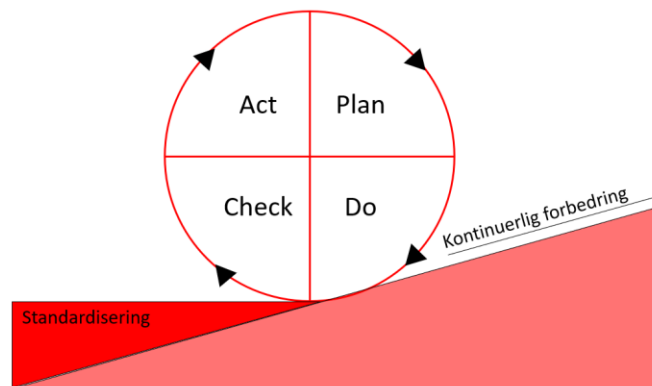 Act
Plan
Check
Do
Kontinuerlig forbedring
Standardisering